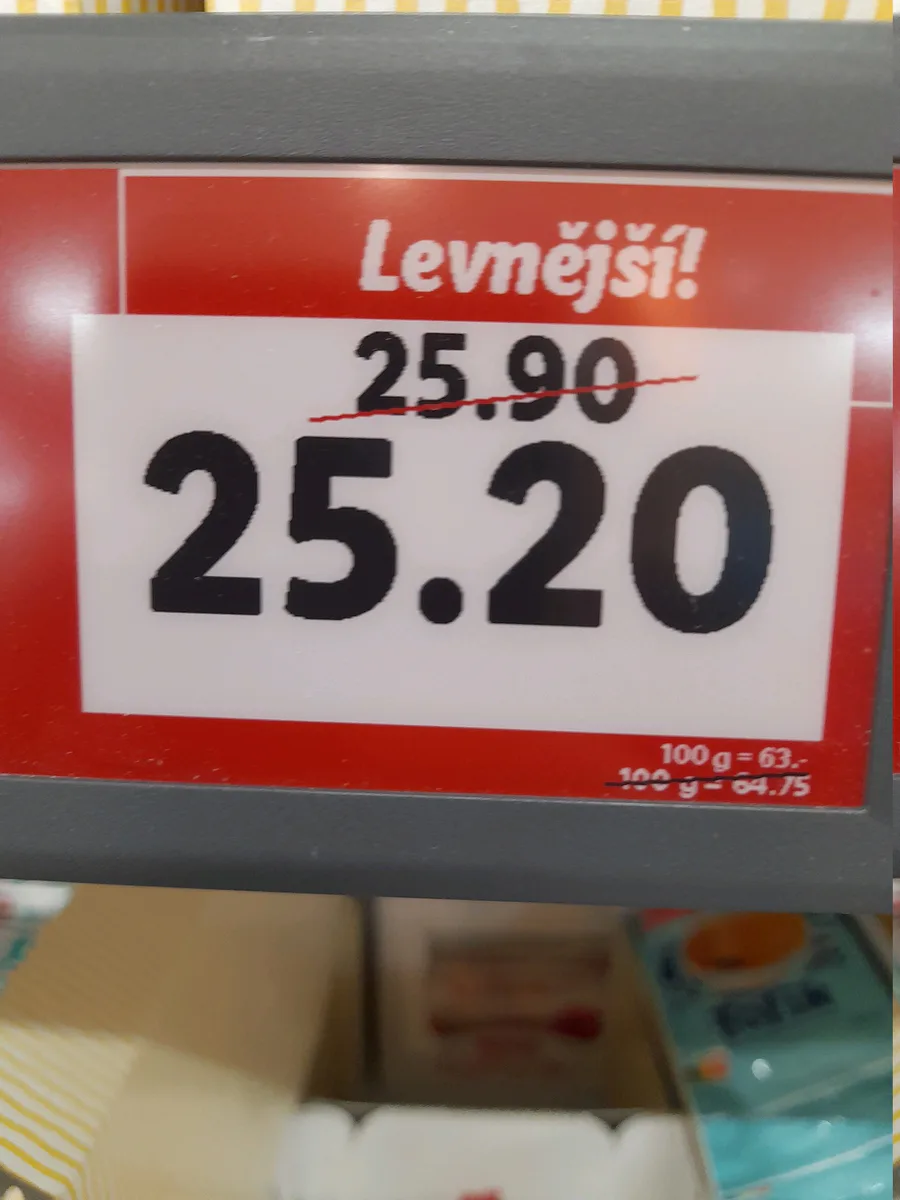 Levnější!
25.90
25.20
100 g = 63.-
100 g = 64.75